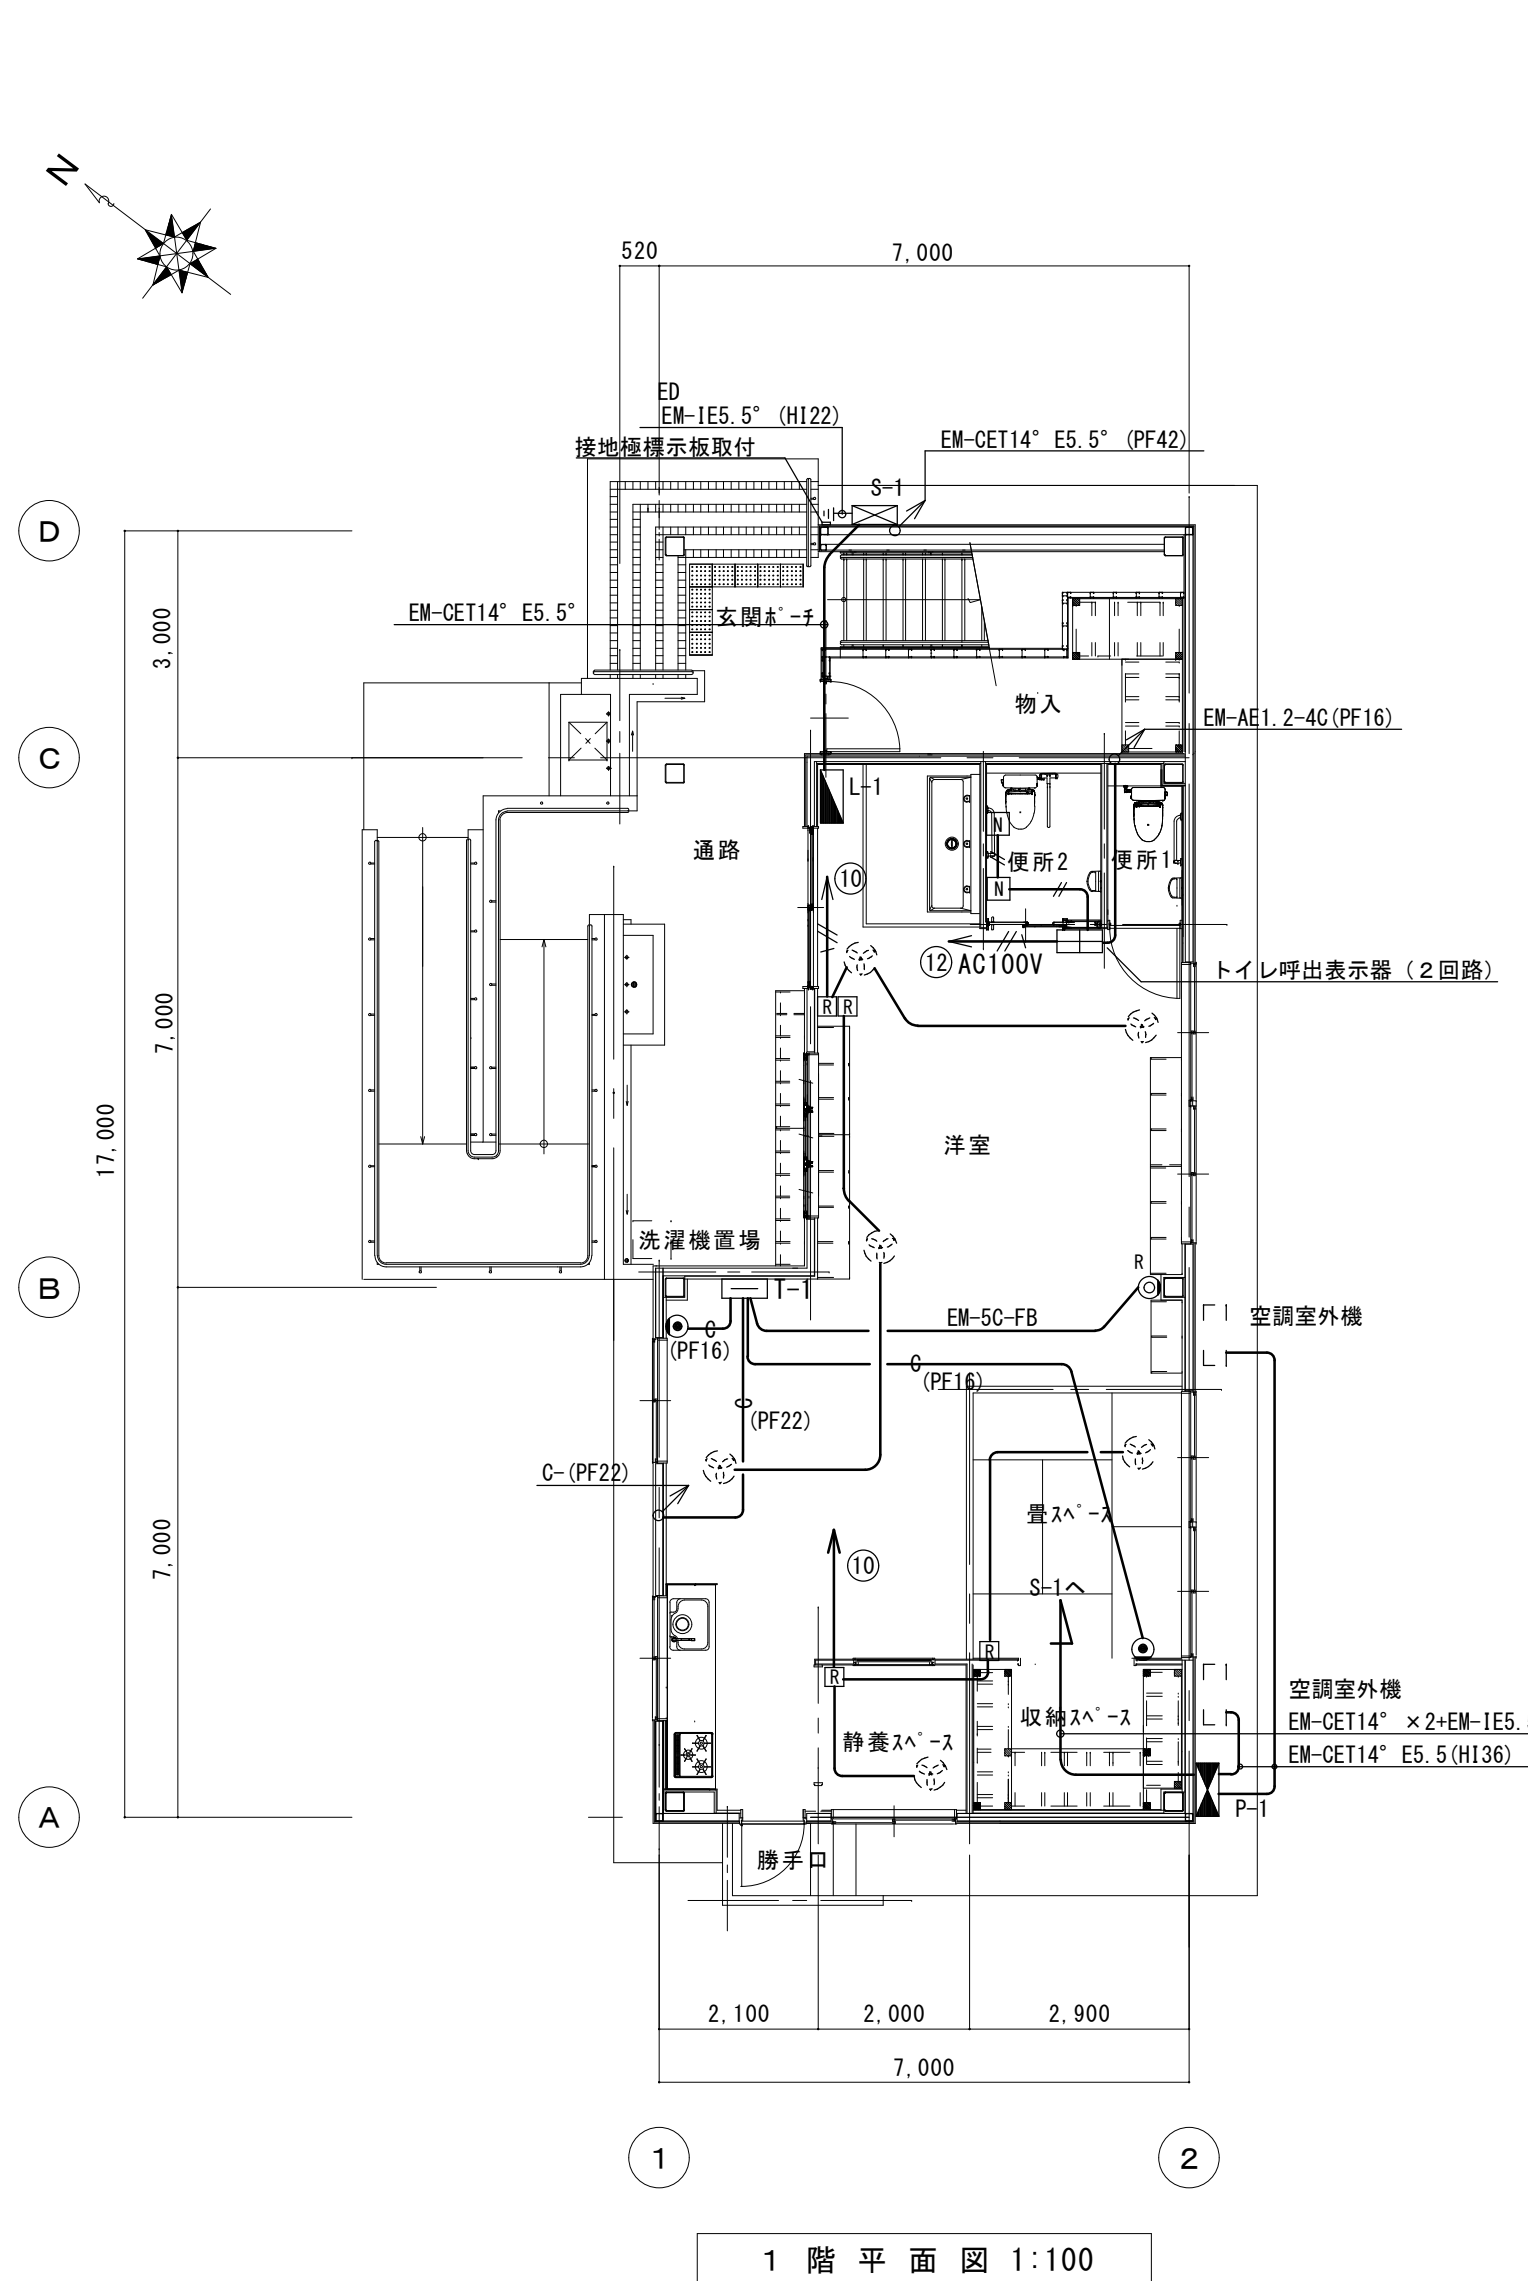 N
520
7,000
ED
EM-IE5.5° (HI22)
接地極標示板取付
EM-CET14° E5.5° (PF42)
S-1
D
3,000
EM-CET14° E5.5°
玄関ﾎﾟｰﾁ
物入
EM-AE1.2-4C(PF16)
C
L-1
通路
N
便所2
便所1
N
10
12 AC100V
トイレ呼出表示器（２回路）
R R
7,000
17,000
洋室
洗濯機置場
B
T-1
R
空調室外機
EM-5C-FB
C
(PF16)
C
(PF16)
C
(PF22)
C-(PF22)
畳ｽﾍﾟｰｽ
7,000
10
S-1へ
R
R
空調室外機
収納ｽﾍﾟｰｽ
EM-CET14° ×2+EM-IE5.
静養ｽﾍﾟｰｽ
EM-CET14° E5.5(HI36)
A
P-1
勝手口
2,100
2,000
2,900
7,000
1
2
1 階 平 面 図 1:100